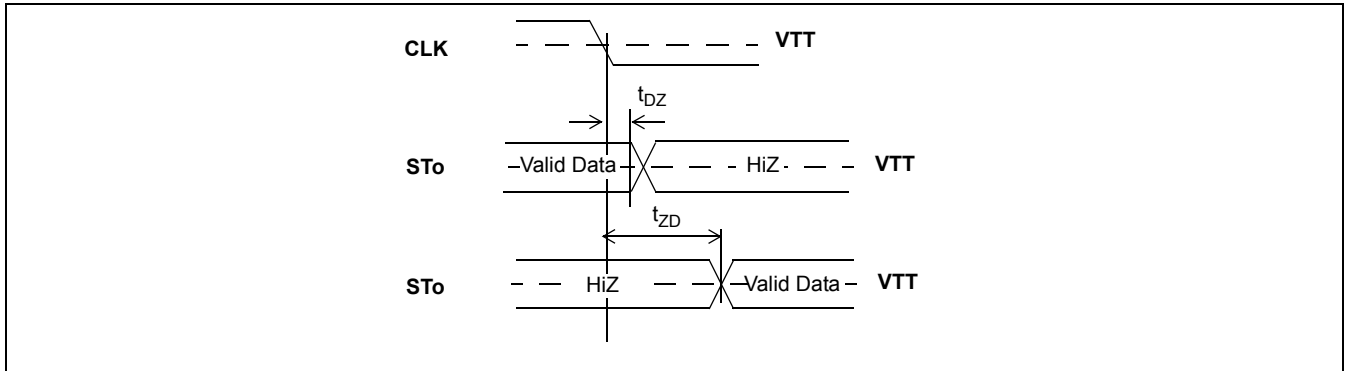 CLK
VTT
tDZ
STo
Valid Data
HiZ
VTT
tZD
STo
HiZ
Valid Data
VTT